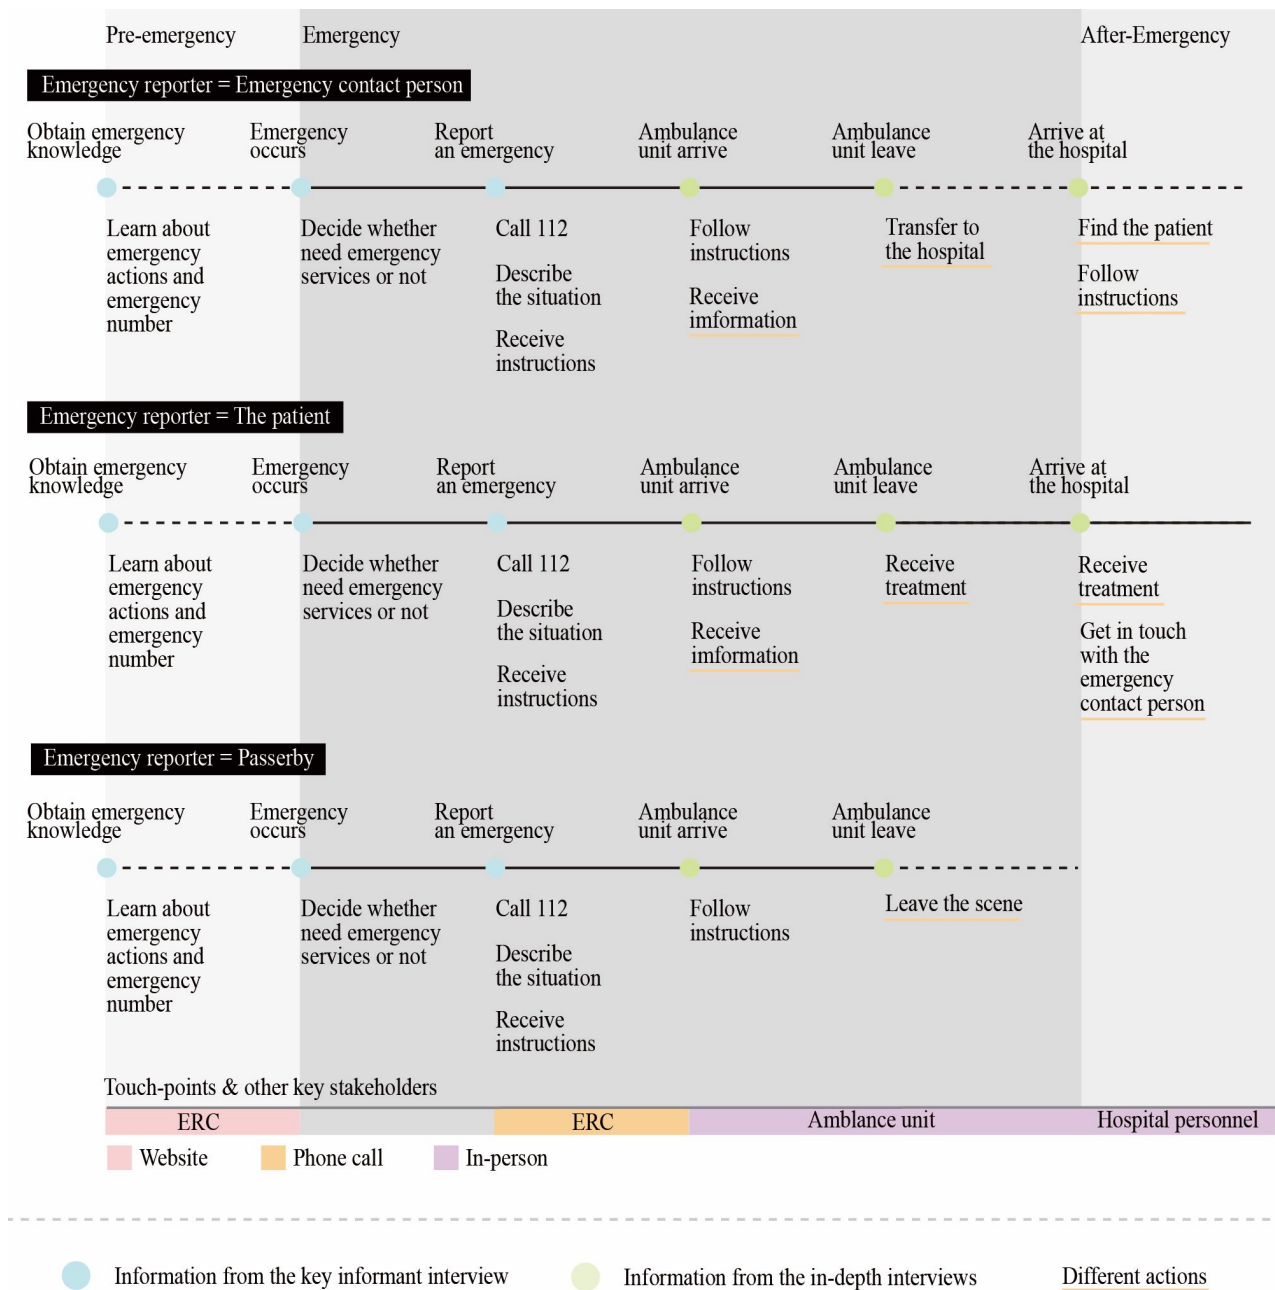 Pre-emergency
Emergency
After-Emergency
Emergency reporter = Emergency contact person
Obtain emergency
knowledge
Emergency
occurs
Report
an emergency
Ambulance
unit arrive
Ambulance
unit leave
Arrive at
the hospital
Learn about
emergency
actions and
emergency
number
Decide whether
need emergency
services or not
Call 112
Describe
the situation
Receive
instructions
Follow
instructions
Receive
imformation
Transfer to
the hospital
Find the patient
Follow
instructions
Emergency reporter = The patient
Obtain emergency
knowledge
Emergency
occurs
Report
an emergency
Ambulance
unit arrive
Ambulance
unit leave
Arrive at
the hospital
Learn about
emergency
actions and
emergency
number
Decide whether
need emergency
services or not
Call 112
Describe
the situation
Receive
instructions
Follow
instructions
Receive
imformation
Receive
treatment
Receive
treatment
Get in touch
with the
emergency
contact person
Emergency reporter = Passerby
Obtain emergency
knowledge
Emergency
occurs
Report
an emergency
Ambulance
unit arrive
Ambulance
unit leave
Learn about
emergency
actions and
emergency
number
Decide whether
need emergency
services or not
Call 112
Describe
the situation
Receive
instructions
Follow
instructions
Leave the scene
Touch-points & other key stakeholders
ERC
ERC
Amblance unit
Hospital personnel
Website
Phone call
In-person
Information from the key informant interview
Information from the in-depth interviews
Different actions